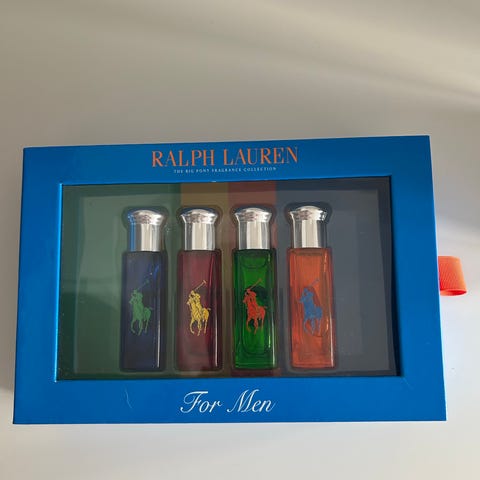 RALPH LAUREN
THE BIG PONY FRAGRANCE COLLECTION
For Men